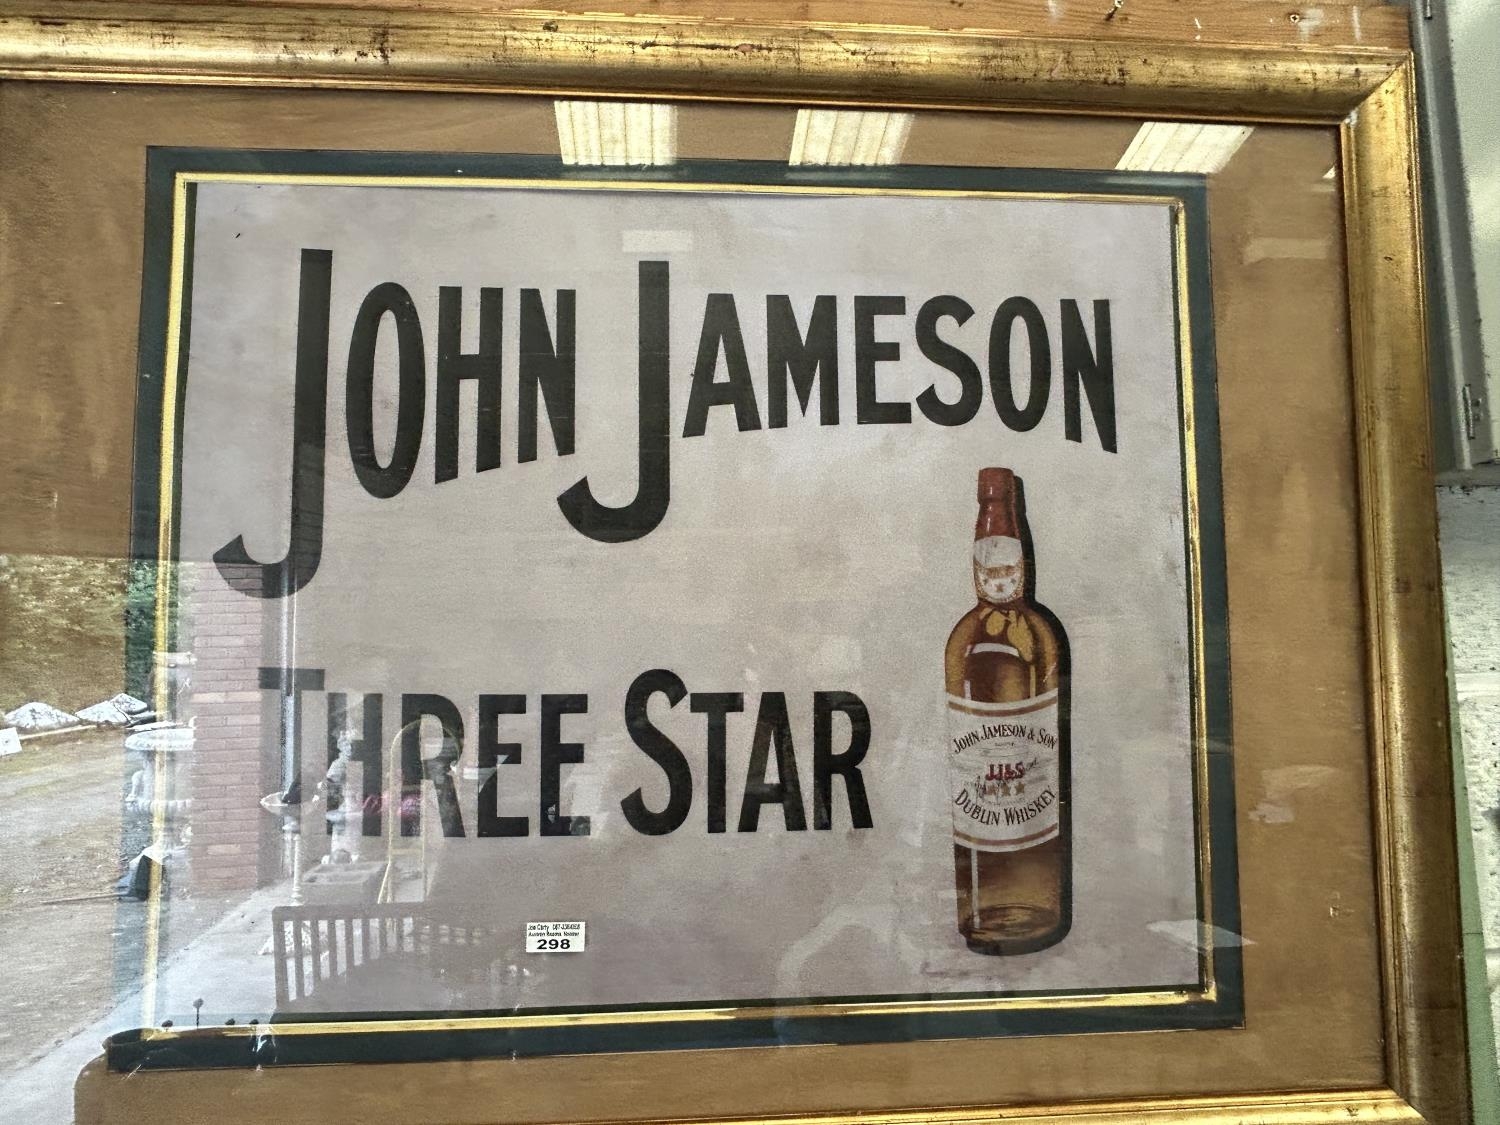 JOHN JAMESON
THREE STAR
JOHN JAMESON & SON
JJ&S
DUBLIN WHISKEY
298